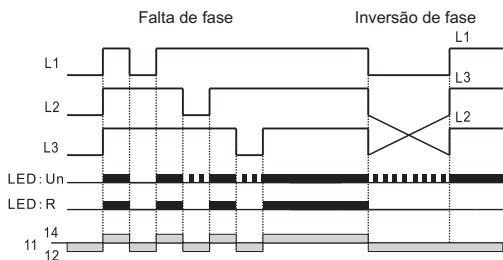 Falta de fase
Inversão de fase
L1
L1
L3
L2
L2
L3
LED: Un
LED: R
14
11
12